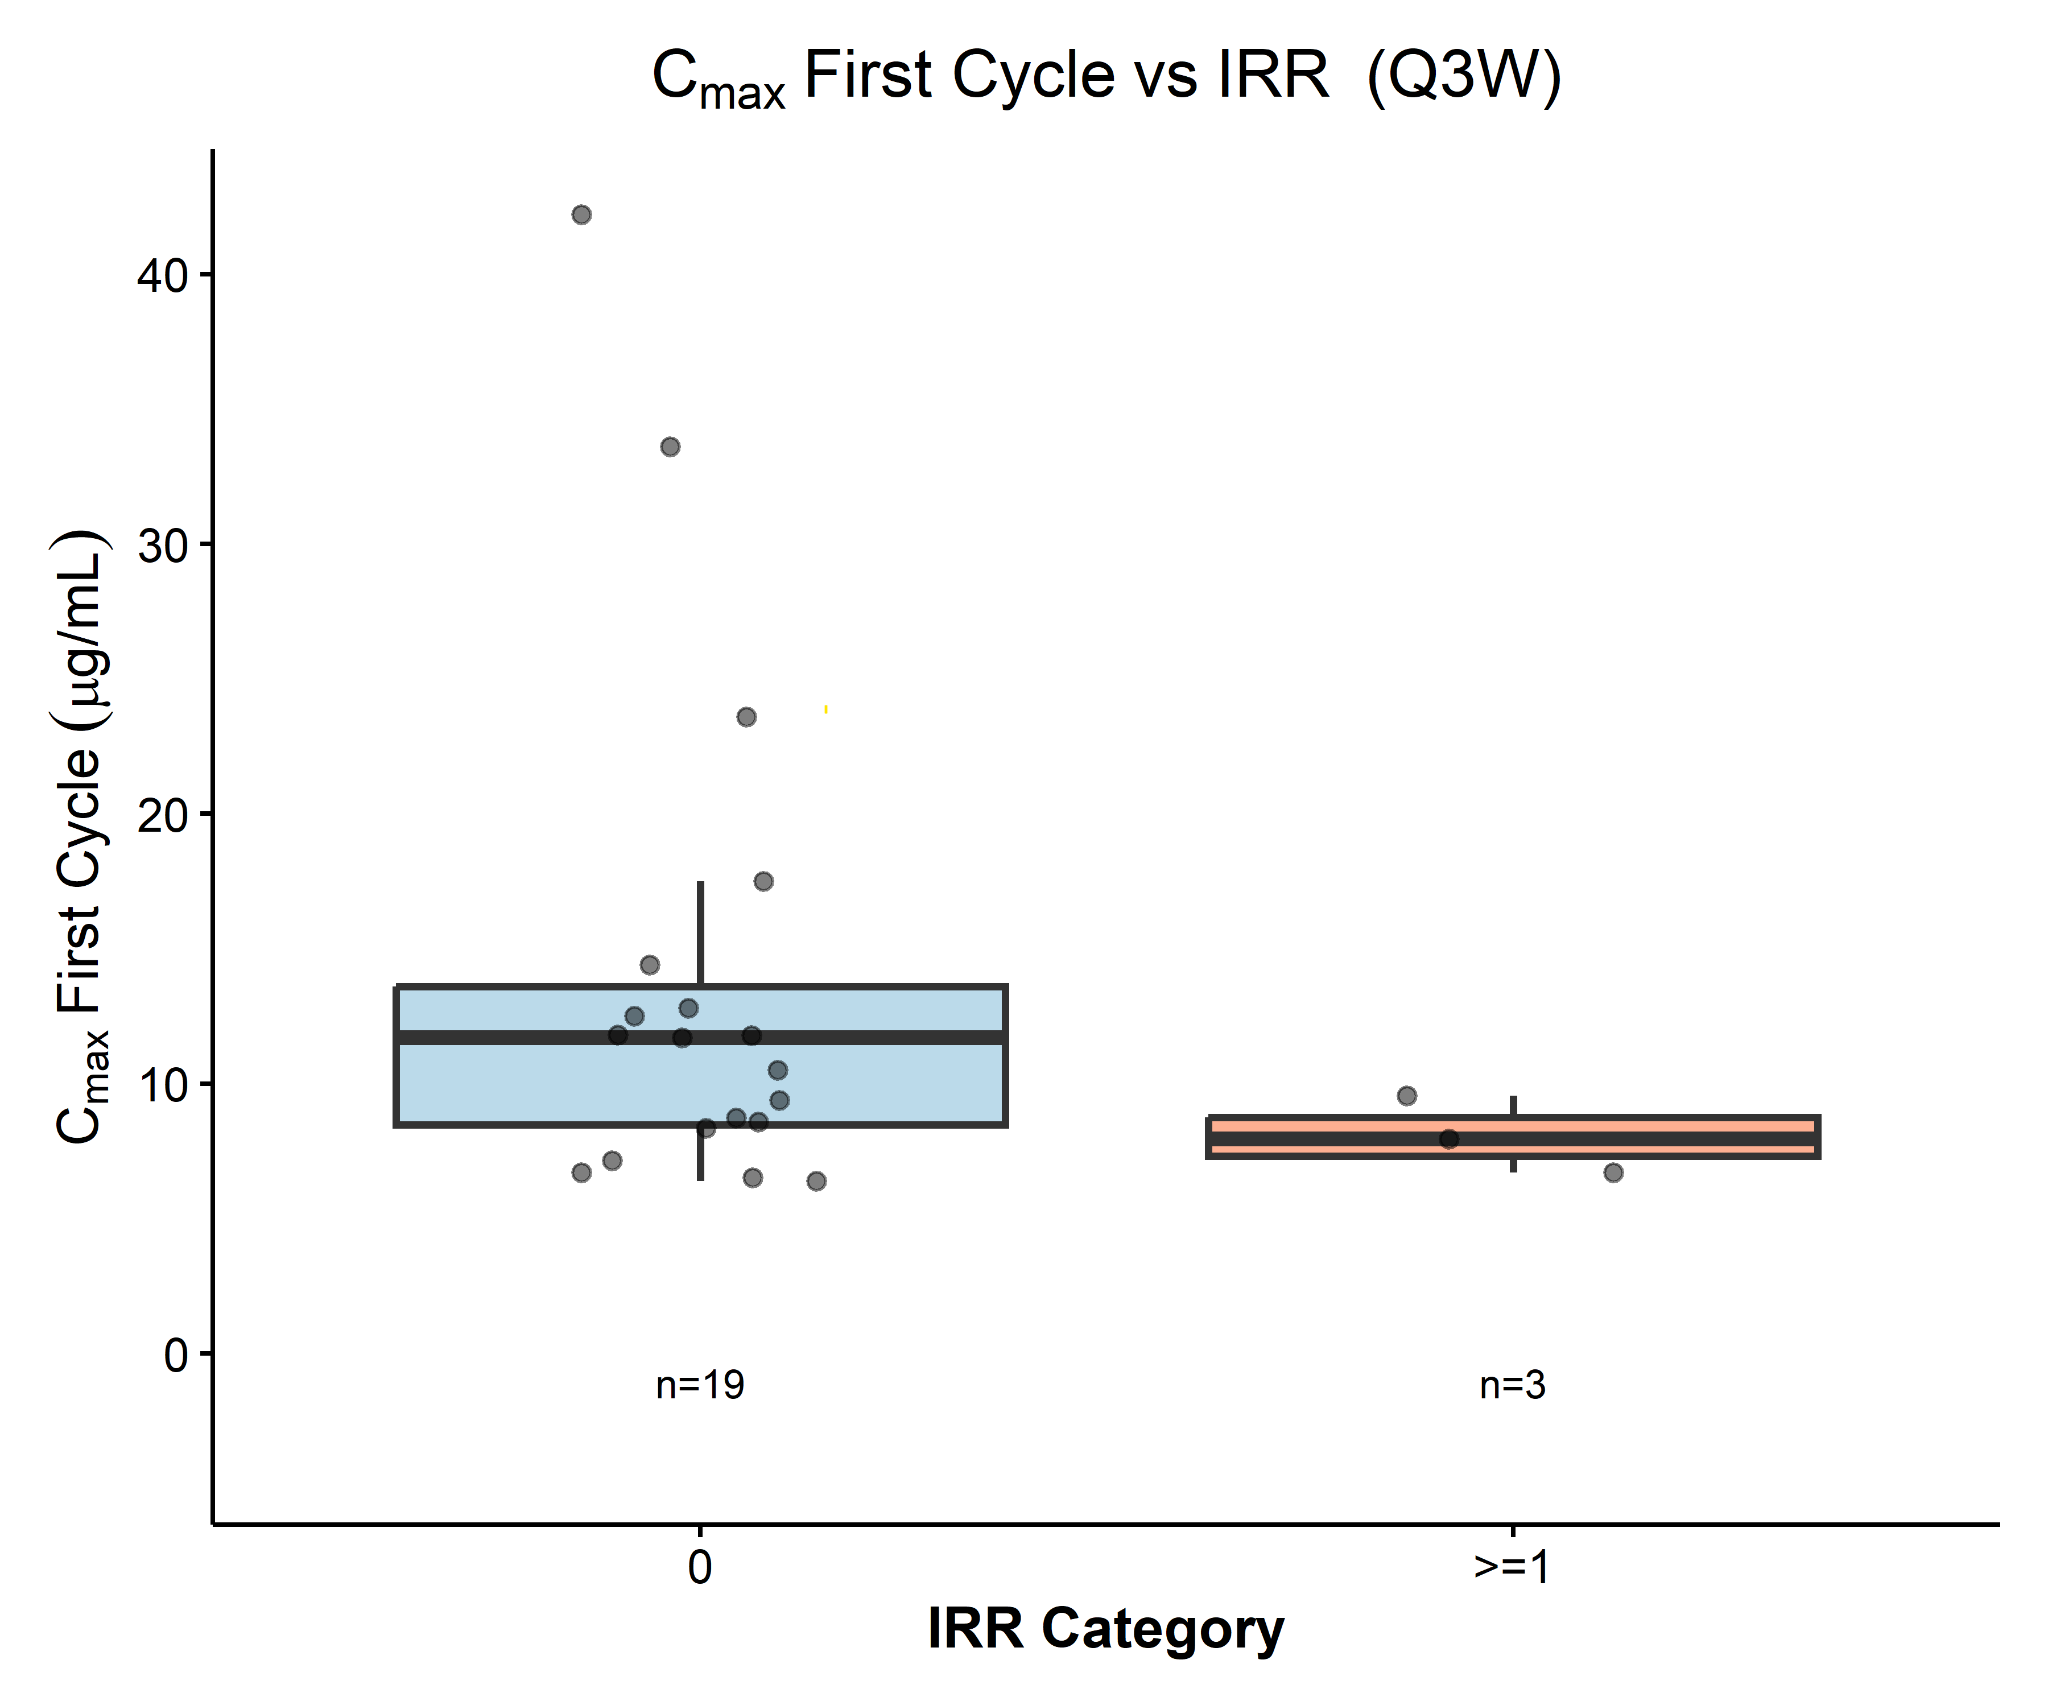 Cmax First Cycle vs IRR (Q3W)
Cmax First Cycle (μg/mL)
40
30
20
10
0
n=19
n=3
0
>=1
IRR Category